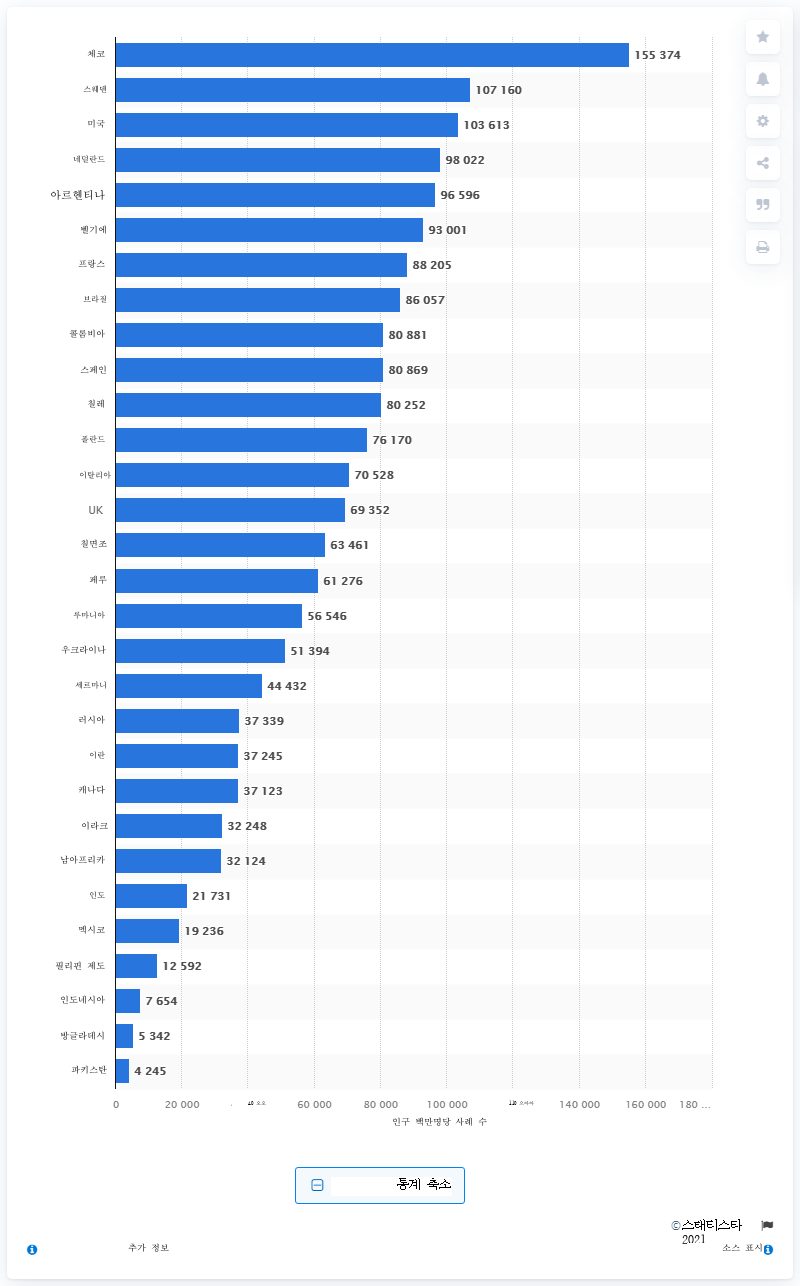 체코 155 374
스웨덴 107 160
미국 103 613
네덜란드 98 022
아르헨티나 96 596
벨기에 93 001
프랑스 88 205
브라질 86 057
콜롬비아 80 881
스페인 80 869
칠레 80 252
폴란드 76 170
이탈리아 70 528
UK 69 352
칠면조 63 461
페루 61 276
루마니아 56 546
우크라이나 51 394
세르마니 44 432
러시아 37 339
이란 37 245
캐나다 37 123
이라크 32 248
남아프리카 32 124
인도 21 731
멕시코 19 236
필리핀 제도 12 592
인도네시아 7 654
방글라데시 5 342
파키스탄 4 245
0 20 000 60 000 80 000 100 000 140 000 160 000 180 ...
인구 백만명당 사례 수
통계 축소
©스태티스타
2021
추가 정보 소스 표시